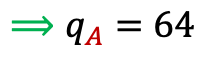 ⟹ q_A = 64